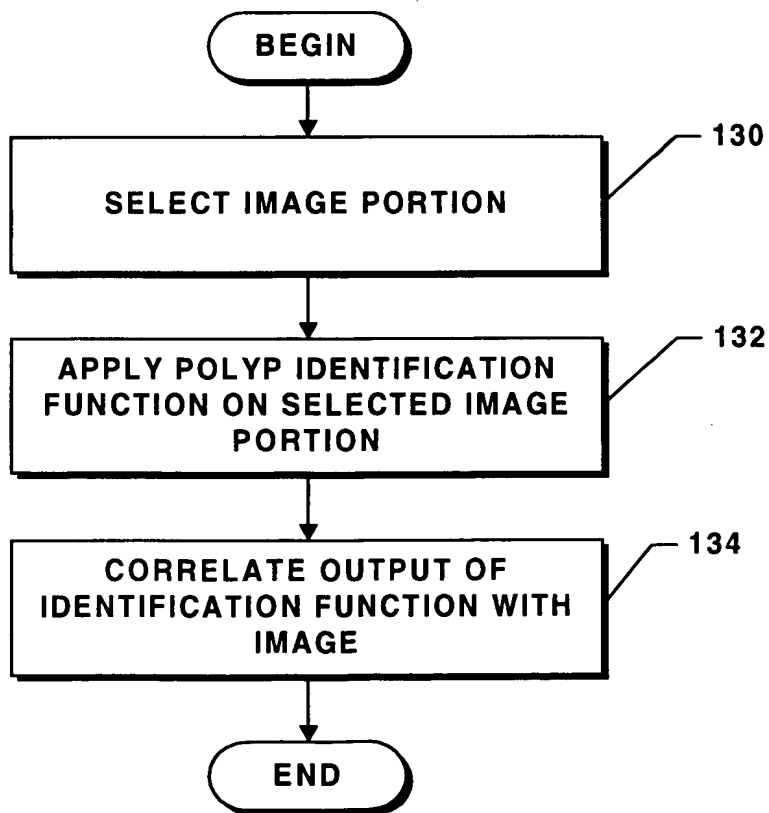 BEGIN
130
SELECT IMAGE PORTION
132
APPLY POLYP IDENTIFICATION
FUNCTION ON SELECTED IMAGE
PORTION
134
CORRELATE OUTPUT OF
IDENTIFICATION FUNCTION WITH
IMAGE
END